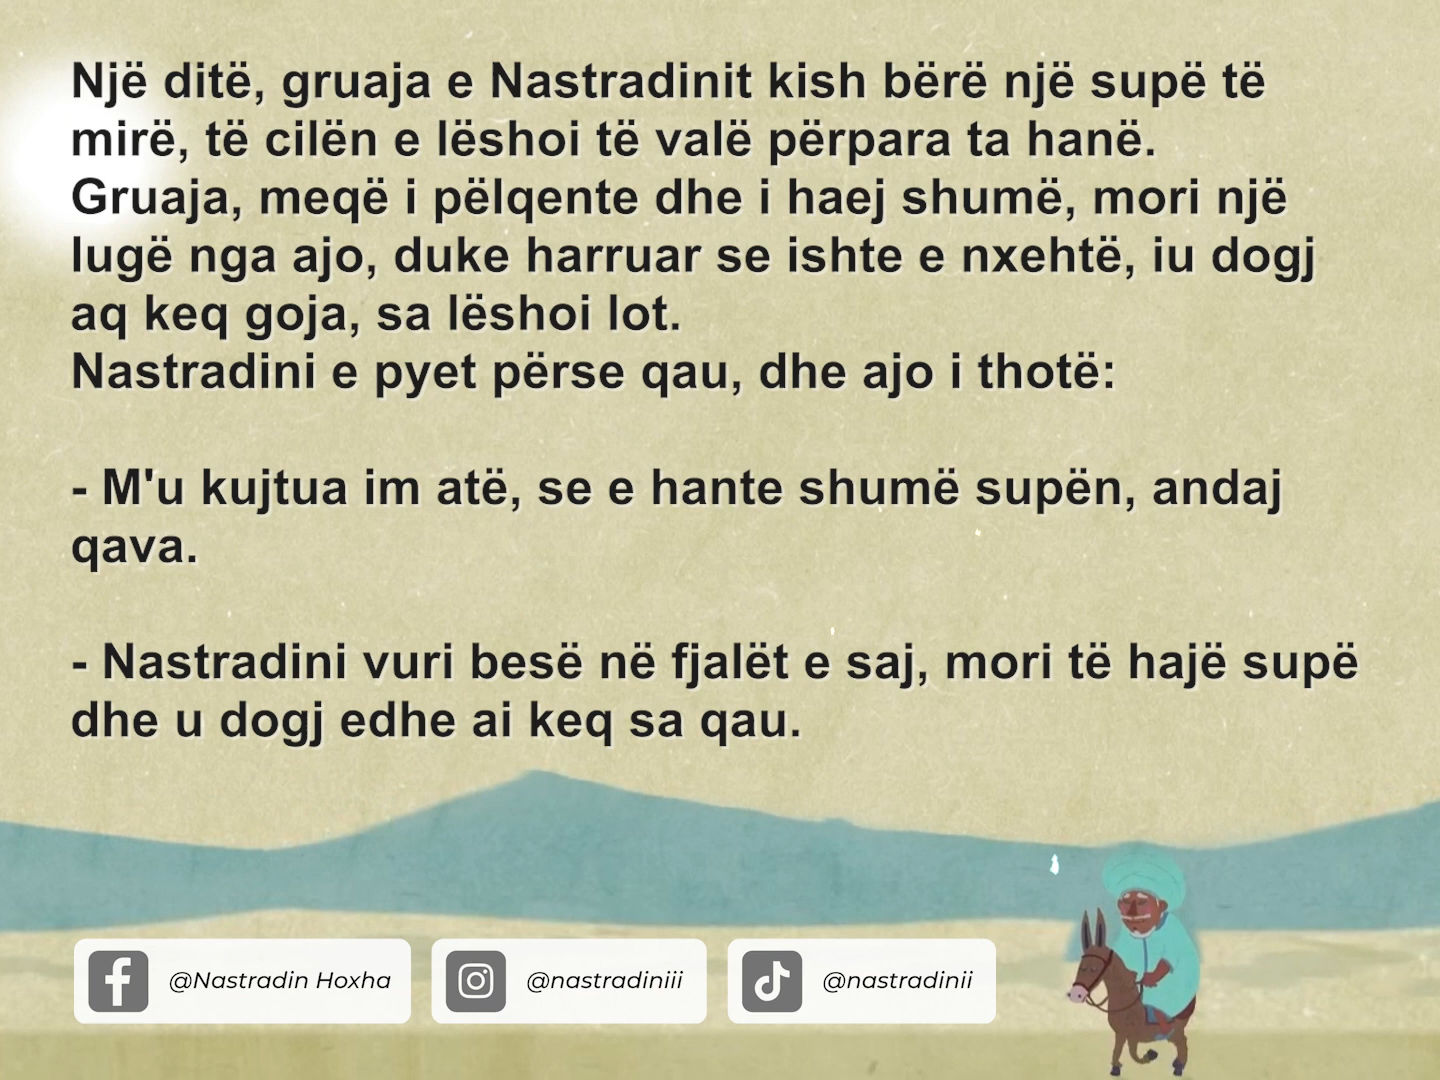 Një ditë, gruaja e Nastradinit kish bërë një supë të
mirë, të cilën e lëshoi të valë përpara ta hanë.
Gruaja, meqë i pëlqente dhe i haej shumë, mori një
lugë nga ajo, duke harruar se ishte e nxehtë, iu dogj
aq keq goja, sa lëshoi lot.
Nastradini e pyet përse qau, dhe ajo i thotë:
- M'u kujtua im atë, se e hante shumë supën, andaj
qava.
- Nastradini vuri besë në fjalët e saj, mori të hajë supë
dhe u dogj edhe ai keq sa qau.
@Nastradin Hoxha
@nastradiniii
@nastradinii